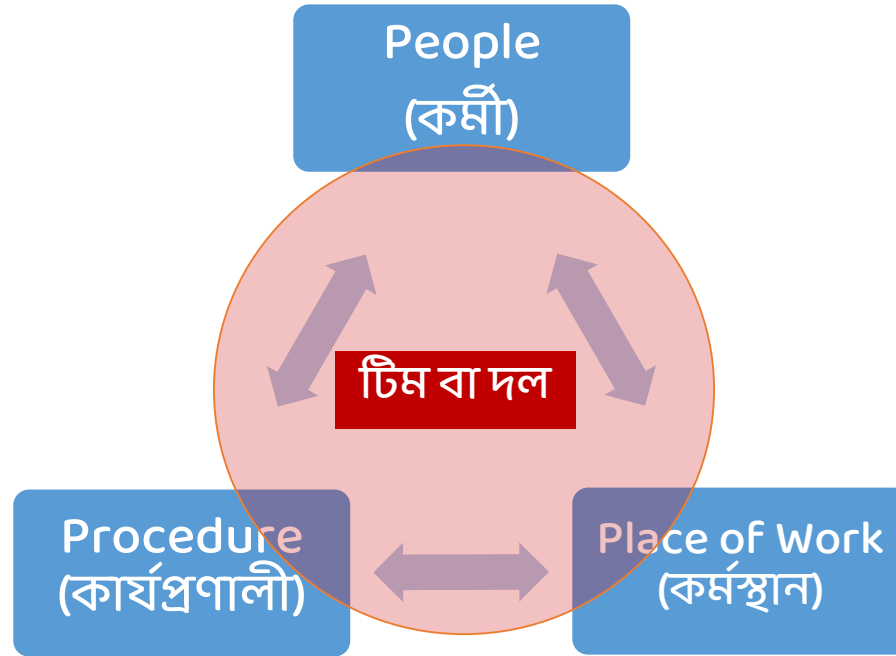 People
(কর্মী)
টিম বা দল
Procedure
(কার্যপ্রণালী)
Place of Work
(কর্মস্থান)